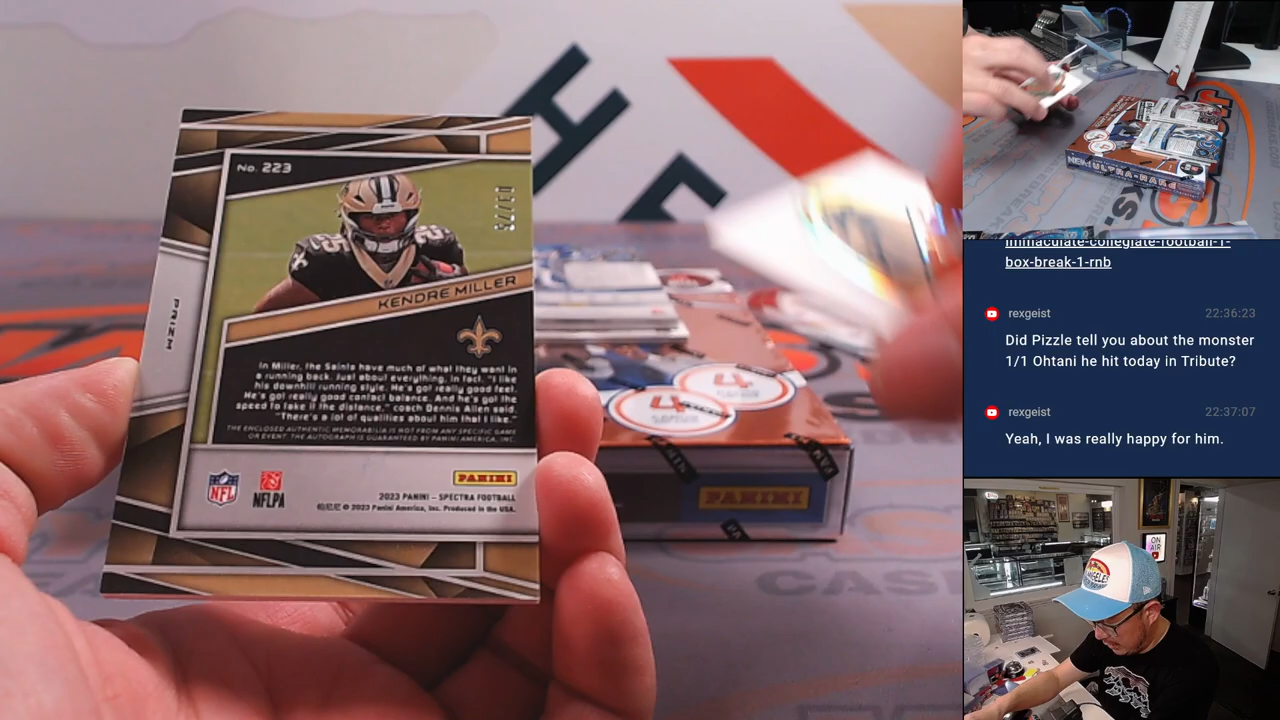 No. 223
03/75
KENDRE MILLER
PRIZM
In Miller, the Saints have much of what they want in
a running back. Just about everything, in fact. "I like
his downhill running style. He's got really good feel.
He's got really good contact balance. And he's got the
speed to take it the distance," coach Dennis Allen said.
"There's a lot of qualities about him that I like."
THE ENCLOSED AUTHENTIC MEMORABILIA IS NOT FROM ANY SPECIFIC GAME
OR EVENT. THE AUTOGRAPH IS GUARANTEED BY PANINI AMERICA, INC.
NFL
NFLPA
PANINI
2023 PANINI – SPECTRA FOOTBALL
© 2023 Panini America, Inc. Produced in the USA.
PANINI
immaculate-collegiate-football-1-
box-break-1-rnb
rexgeist 22:36:23
Did Pizzle tell you about the monster
1/1 Ohtani he hit today in Tribute?
rexgeist 22:37:07
Yeah, I was really happy for him.
ON
AIR